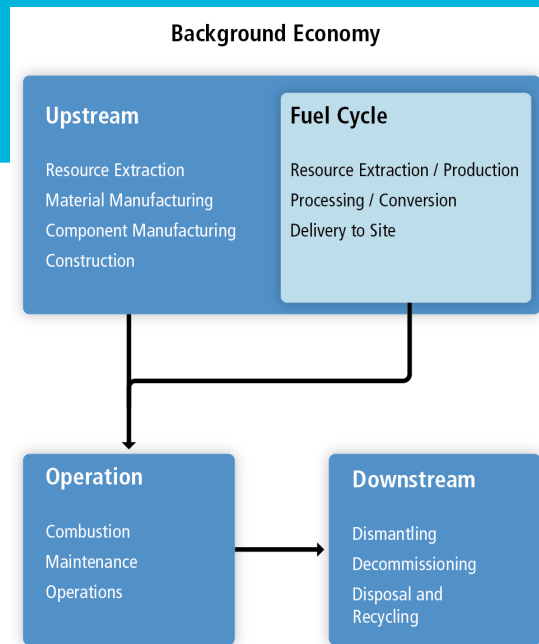 Background Economy
Upstream
Resource Extraction
Material Manufacturing
Component Manufacturing
Construction
Fuel Cycle
Resource Extraction / Production
Processing / Conversion
Delivery to Site
Operation
Combustion
Maintenance
Operations
Downstream
Dismantling
Decommissioning
Disposal and
Recycling